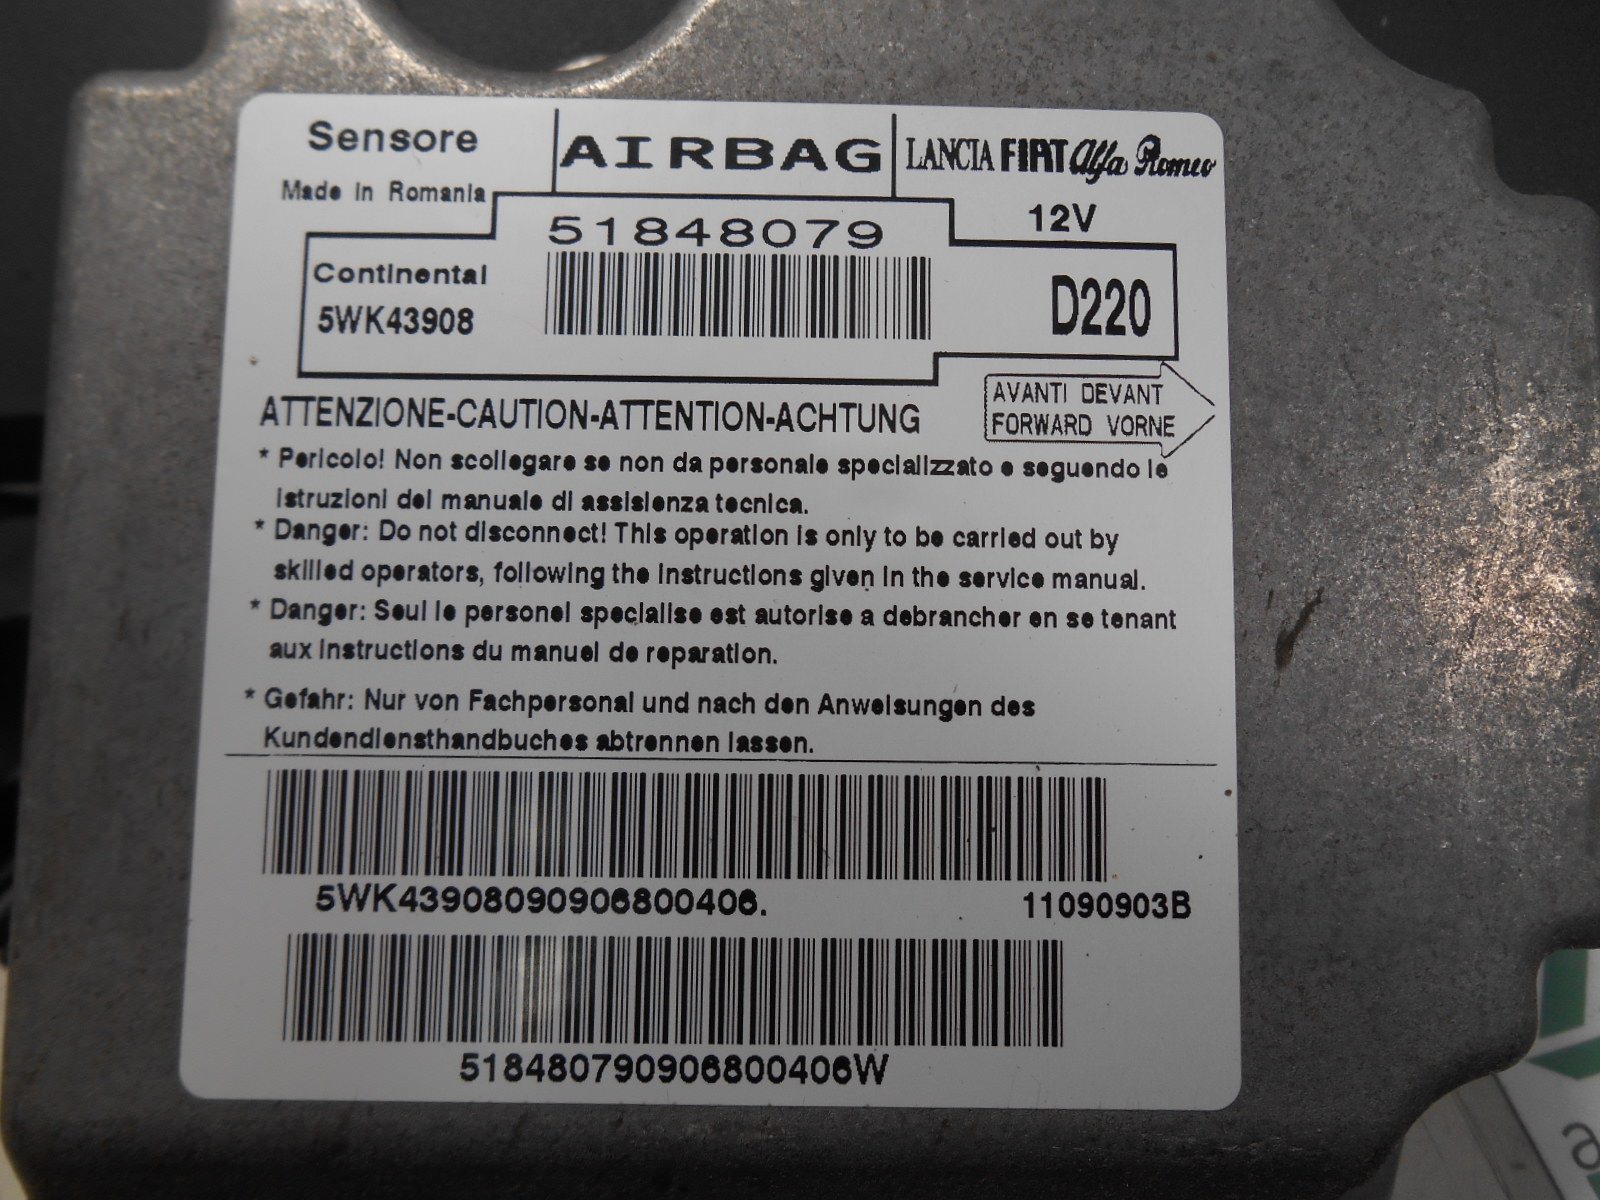 Sensore
AIRBAG
LANCIA FIAT Alfa Romeo
Made in Romania
51848079
12V
Continental
5WK43908
D220
AVANTI DEVANT
FORWARD VORNE
ATTENZIONE-CAUTION-ATTENTION-ACHTUNG
* Pericolo! Non scollegare se non da personale specializzato e seguendo le
istruzioni del manuale di assisienza tecnica.
* Danger: Do not disconnect! This operation is only to be carried out by
skilled operators, following the instructions given in the service manual.
* Danger: Seul le personel specialise est autorise a debrancher en se tenant
aux instructions du manuel de reparation.
* Gefahr: Nur von Fachpersonal und nach den Anweisungen des
Kundendiensthandbuches abtrennen lassen.
5WK43908090906800406.
11090903B
518480790906800406W